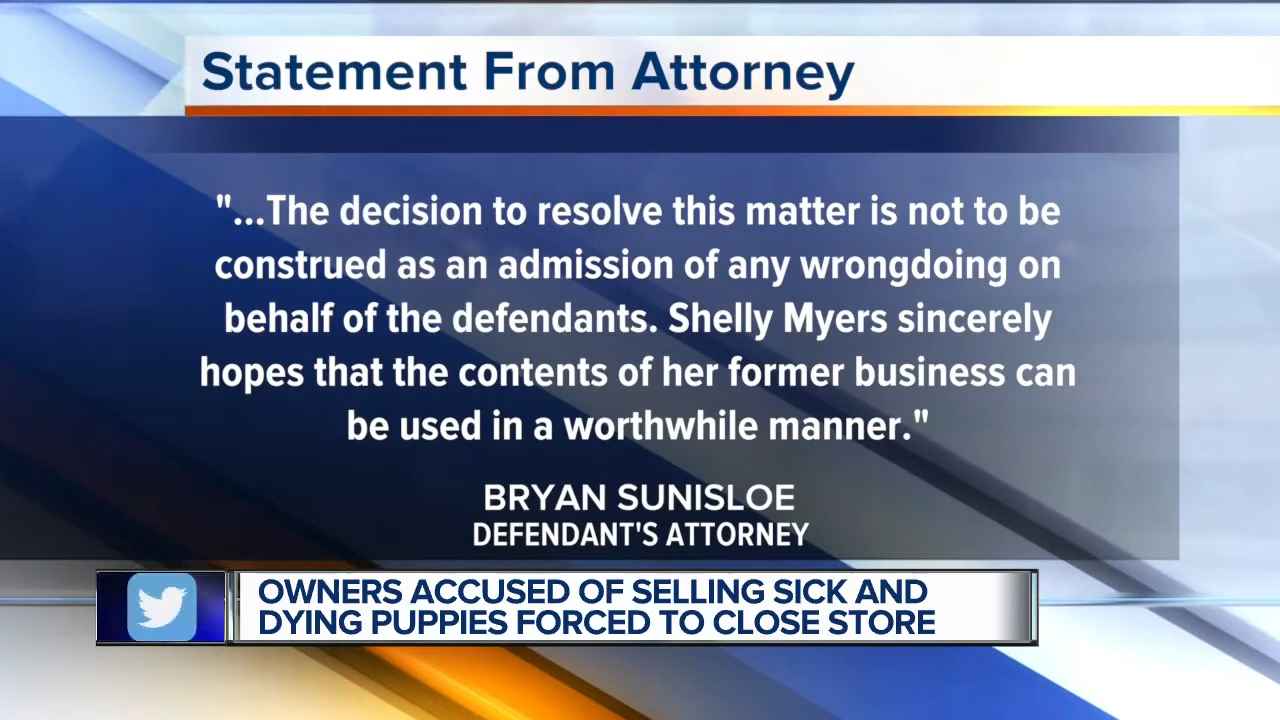 Statement From Attorney
"...The decision to resolve this matter is not to be
construed as an admission of any wrongdoing on
behalf of the defendants. Shelly Myers sincerely
hopes that the contents of her former business can
be used in a worthwhile manner."
BRYAN SUNISLOE
DEFENDANT'S ATTORNEY
OWNERS ACCUSED OF SELLING SICK AND
DYING PUPPIES FORCED TO CLOSE STORE